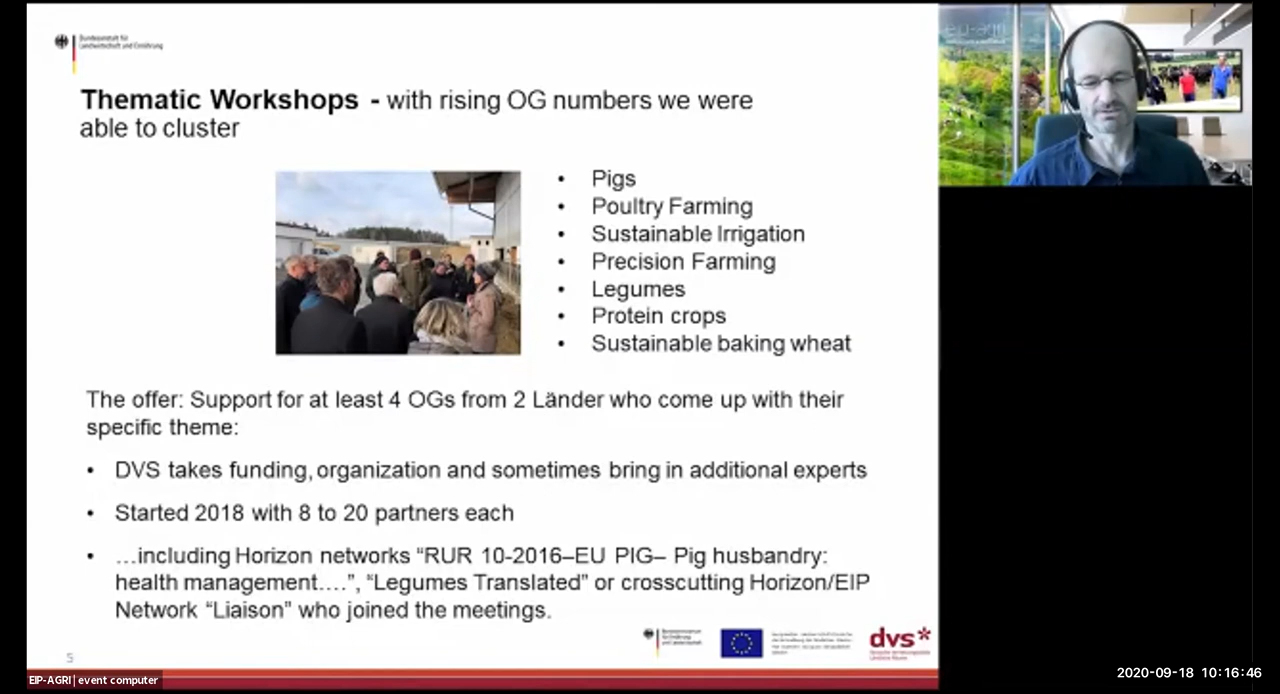 Bundesanstalt für
Landwirtschaft und Ernährung
Thematic Workshops - with rising OG numbers we were
able to cluster
• Pigs
• Poultry Farming
• Sustainable Irrigation
• Precision Farming
• Legumes
• Protein crops
• Sustainable baking wheat
The offer: Support for at least 4 OGs from 2 Länder who come up with their
specific theme:
• DVS takes funding, organization and sometimes bring in additional experts
• Started 2018 with 8 to 20 partners each
• …including Horizon networks “RUR 10-2016–EU PIG– Pig husbandry:
health management….”, “Legumes Translated” or crosscutting Horizon/EIP
Network “Liaison” who joined the meetings.
5
dvs*
eu-agri
EIP-AGRI | event computer
2020-09-18 10:16:46